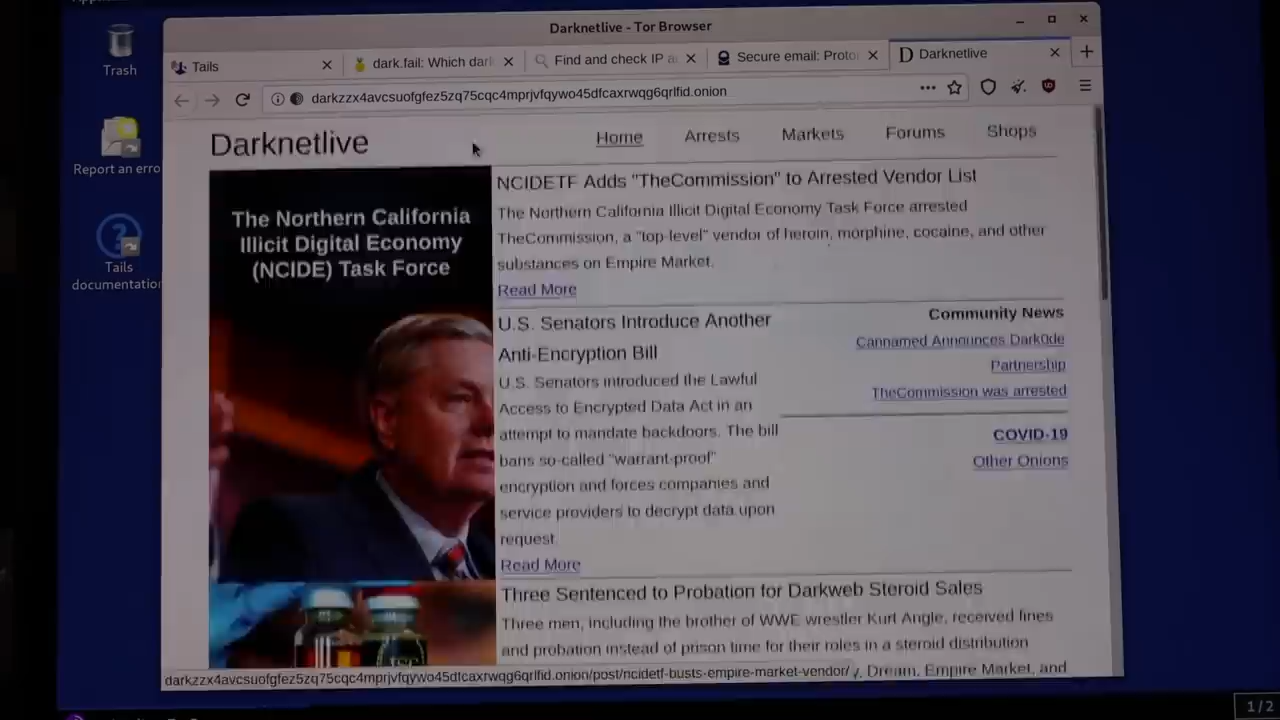 Darknetlive - Tor Browser
Trash
Report an erro
Tails
documentation
Tails
dark.fail: Which dar
Find and check IP a
Secure email: Proto
Darknetlive
darkzzx4avcsuofgfez5zq75cqc4mprjvfqywo45dfcaxrwqg6qrlfid.onion
Darknetlive
Home Arrests Markets Forums Shops
The Northern California
Illicit Digital Economy
(NCIDE) Task Force
NCIDETF Adds "TheCommission" to Arrested Vendor List
The Northern California Illicit Digital Economy Task Force arrested
TheCommission, a "top-level" vendor of heroin, morphine, cocaine, and other
substances on Empire Market.
Read More
U.S. Senators Introduce Another
Anti-Encryption Bill
U.S. Senators introduced the Lawful
Access to Encrypted Data Act in an
attempt to mandate backdoors. The bill
bans so-called "warrant-proof"
encryption and forces companies and
service providers to decrypt data upon
request.
Read More
Community News
Cannamed Announces Dark0de
Partnership
TheCommission was arrested
COVID-19
Other Onions
Three Sentenced to Probation for Darkweb Steroid Sales
Three men, including the brother of WWE wrestler Kurt Angle, received fines
and probation instead of prison time for their roles in a steroid distribution
Dream, Empire Market, and
darkzzx4avcsuofgfez5zq75cqc4mprjvfqywo45dfcaxrwqg6qrlfid.onion/post/ncidetf-busts-empire-market-vendor/
1/2